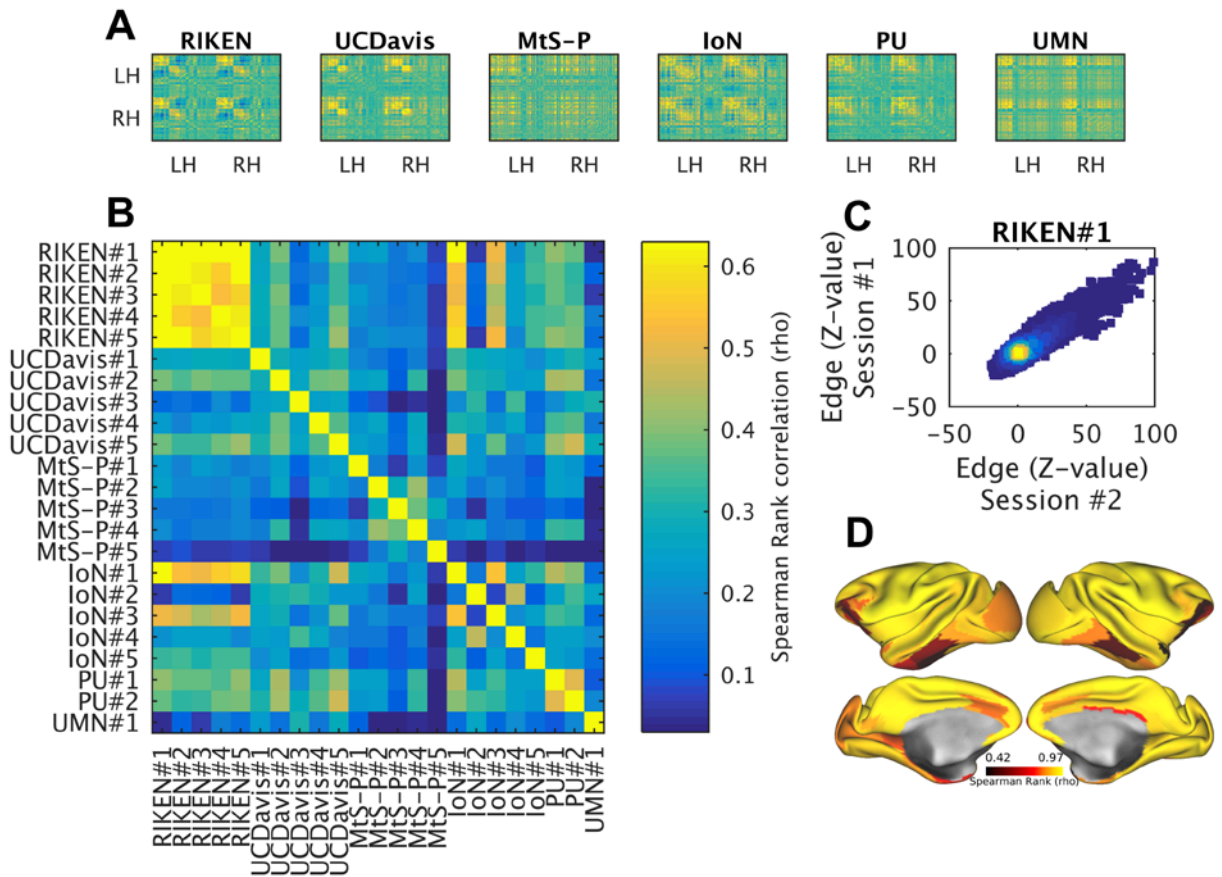 A
RIKEN UCDavis MtS-P IoN PU UMN
LH
RH
LH RH LH RH LH RH LH RH LH RH LH RH
B
RIKEN#1
RIKEN#2
RIKEN#3
RIKEN#4
RIKEN#5
UCDavis#1
UCDavis#2
UCDavis#3
UCDavis#4
UCDavis#5
MtS-P#1
MtS-P#2
MtS-P#3
MtS-P#4
MtS-P#5
IoN#1
IoN#2
IoN#3
IoN#4
IoN#5
PU#1
PU#2
UMN#1
RIKEN#1
RIKEN#2
RIKEN#3
RIKEN#4
RIKEN#5
UCDavis#1
UCDavis#2
UCDavis#3
UCDavis#4
UCDavis#5
MtS-P#1
MtS-P#2
MtS-P#3
MtS-P#4
MtS-P#5
IoN#1
IoN#2
IoN#3
IoN#4
IoN#5
PU#1
PU#2
UMN#1
0.6
0.5
0.4
0.3
0.2
0.1
Spearman Rank correlation (rho)
C
RIKEN#1
Edge (Z-value)
Session #1
100
50
0
-50
-50 0 50 100
Edge (Z-value)
Session #2
D
0.42 0.97
Spearman Rank (rho)